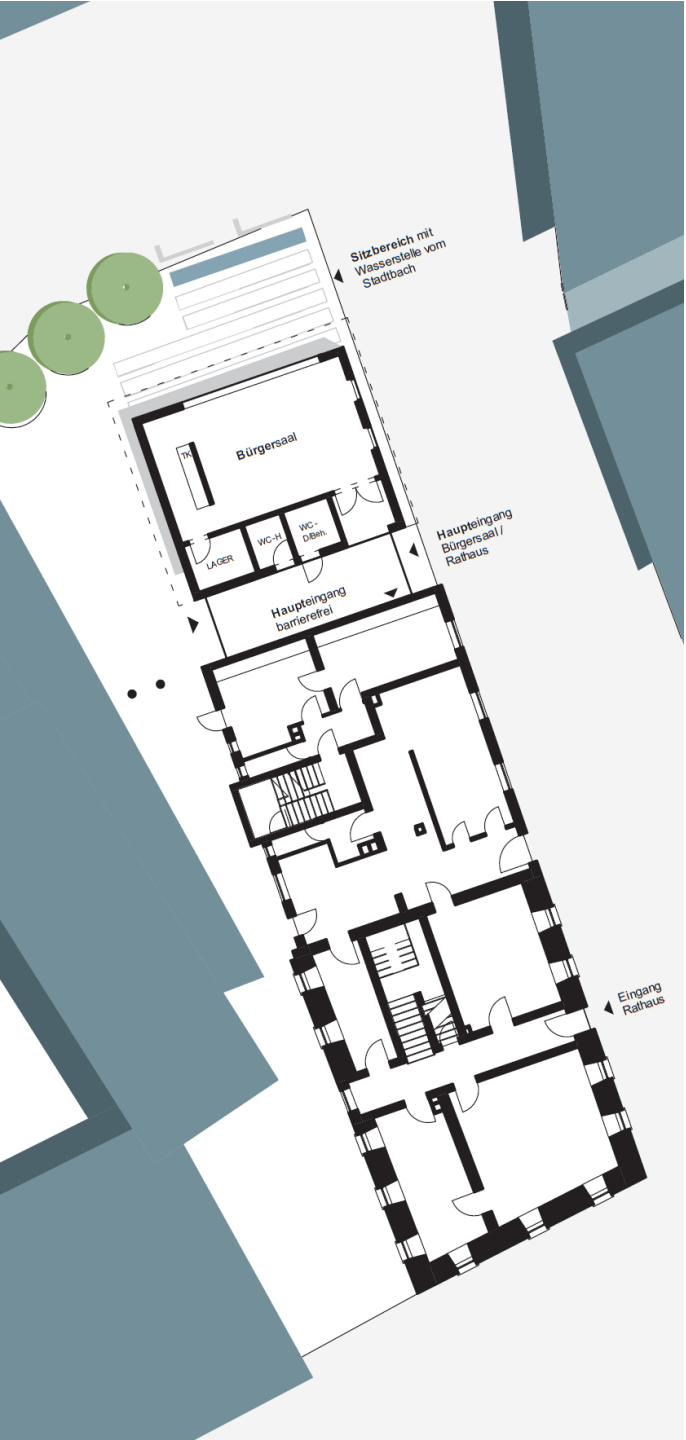 Sitzbereich mit
Wasserstelle vom
Stadtbach
Bürgersaal
TK
LAGER
WC-H
WC -
D/Beh.
Haupteingang
Bürgersaal /
Rathaus
Haupteingang
barrierefrei
Eingang
Rathaus